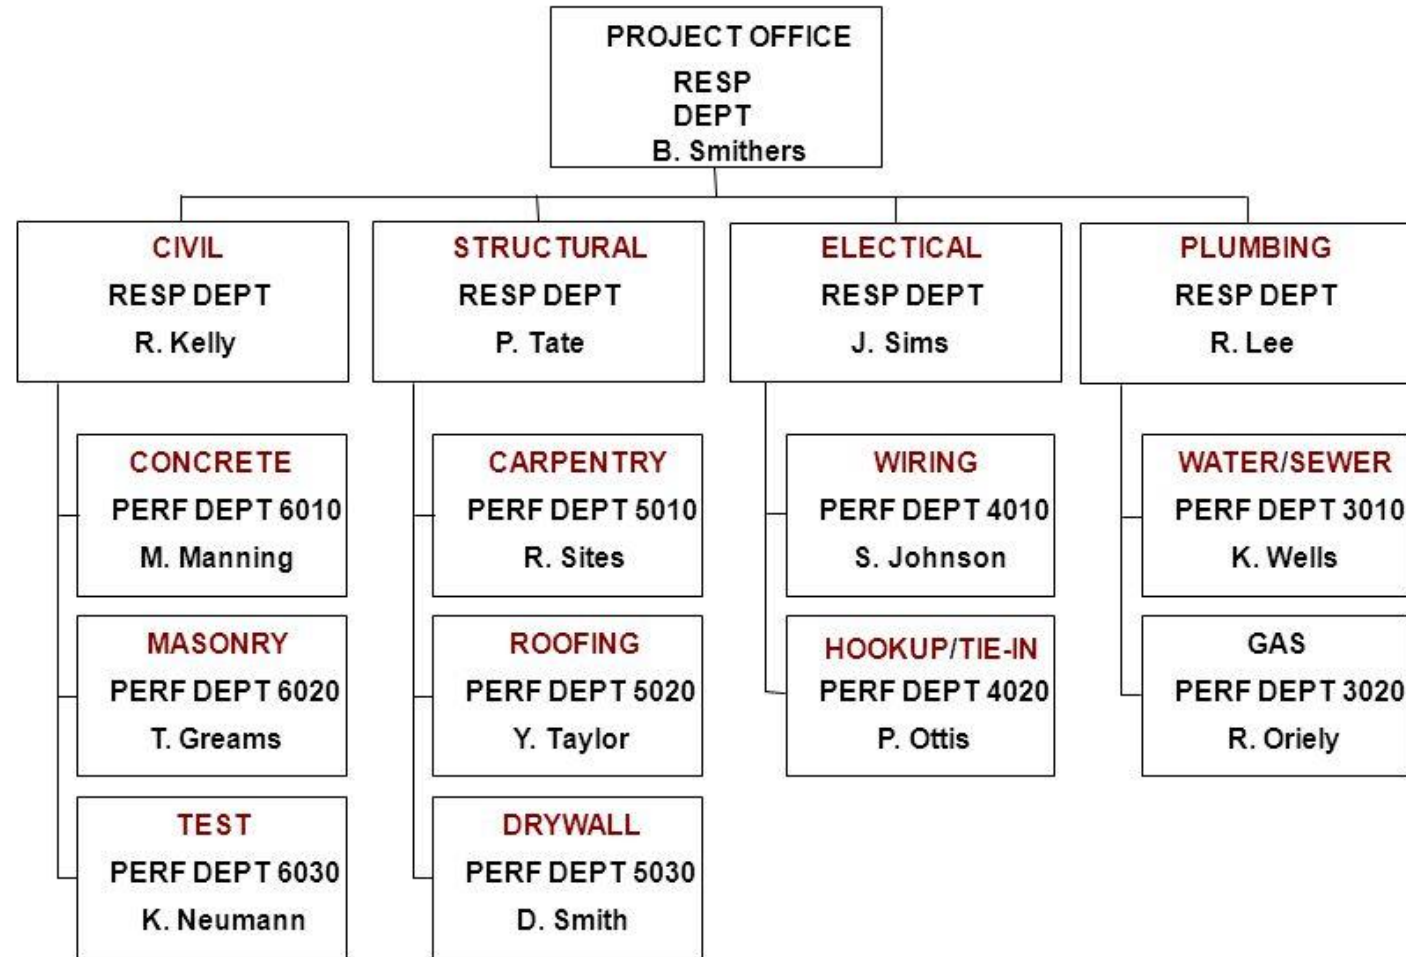 PROJECT OFFICE
RESP
DEPT
B. Smithers
CIVIL
RESP DEPT
R. Kelly
STRUCTURAL
RESP DEPT
P. Tate
ELECTICAL
RESP DEPT
J. Sims
PLUMBING
RESP DEPT
R. Lee
CONCRETE
PERF DEPT 6010
M. Manning
CARPENTRY
PERF DEPT 5010
R. Sites
WIRING
PERF DEPT 4010
S. Johnson
WATER/SEWER
PERF DEPT 3010
K. Wells
MASONRY
PERF DEPT 6020
T. Greams
ROOFING
PERF DEPT 5020
Y. Taylor
HOOKUP/TIE-IN
PERF DEPT 4020
P. Ottis
GAS
PERF DEPT 3020
R. Oriely
TEST
PERF DEPT 6030
K. Neumann
DRYWALL
PERF DEPT 5030
D. Smith